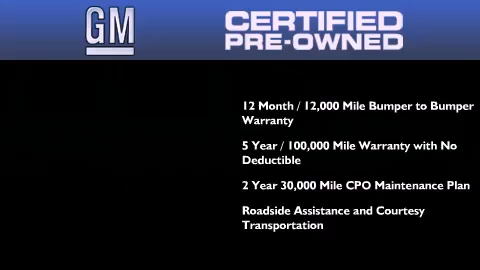 GM
CERTIFIED
PRE-OWNED
12 Month / 12,000 Mile Bumper to Bumper
Warranty
5 Year / 100,000 Mile Warranty with No
Deductible
2 Year 30,000 Mile CPO Maintenance Plan
Roadside Assistance and Courtesy
Transportation